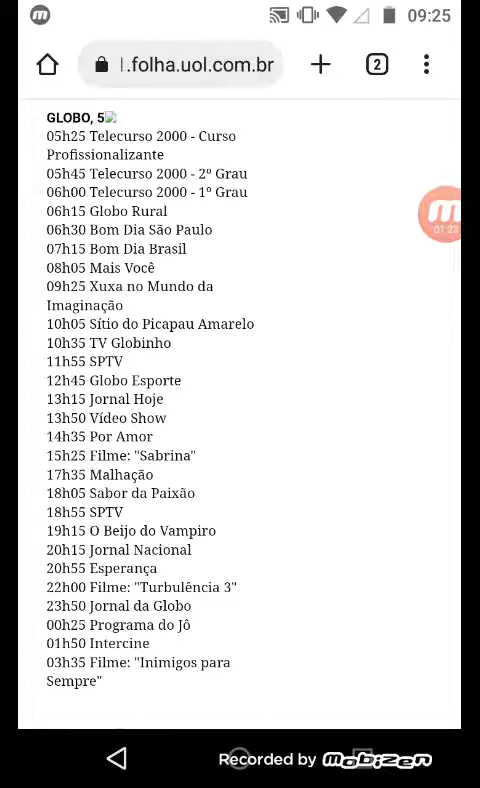 09:25
2
l.folha.uol.com.br
GLOBO, 5
05h25 Telecurso 2000 - Curso
Profissionalizante
05h45 Telecurso 2000 - 2º Grau
06h00 Telecurso 2000 - 1º Grau
06h15 Globo Rural
06h30 Bom Dia São Paulo
07h15 Bom Dia Brasil
08h05 Mais Você
09h25 Xuxa no Mundo da
Imaginação
10h05 Sítio do Picapau Amarelo
10h35 TV Globinho
11h55 SPTV
12h45 Globo Esporte
13h15 Jornal Hoje
13h50 Vídeo Show
14h35 Por Amor
15h25 Filme: "Sabrina"
17h35 Malhação
18h05 Sabor da Paixão
18h55 SPTV
19h15 O Beijo do Vampiro
20h15 Jornal Nacional
20h55 Esperança
22h00 Filme: "Turbulência 3"
23h50 Jornal da Globo
00h25 Programa do Jô
01h50 Intercine
03h35 Filme: "Inimigos para
Sempre"
01:23
Recorded by Mobizen